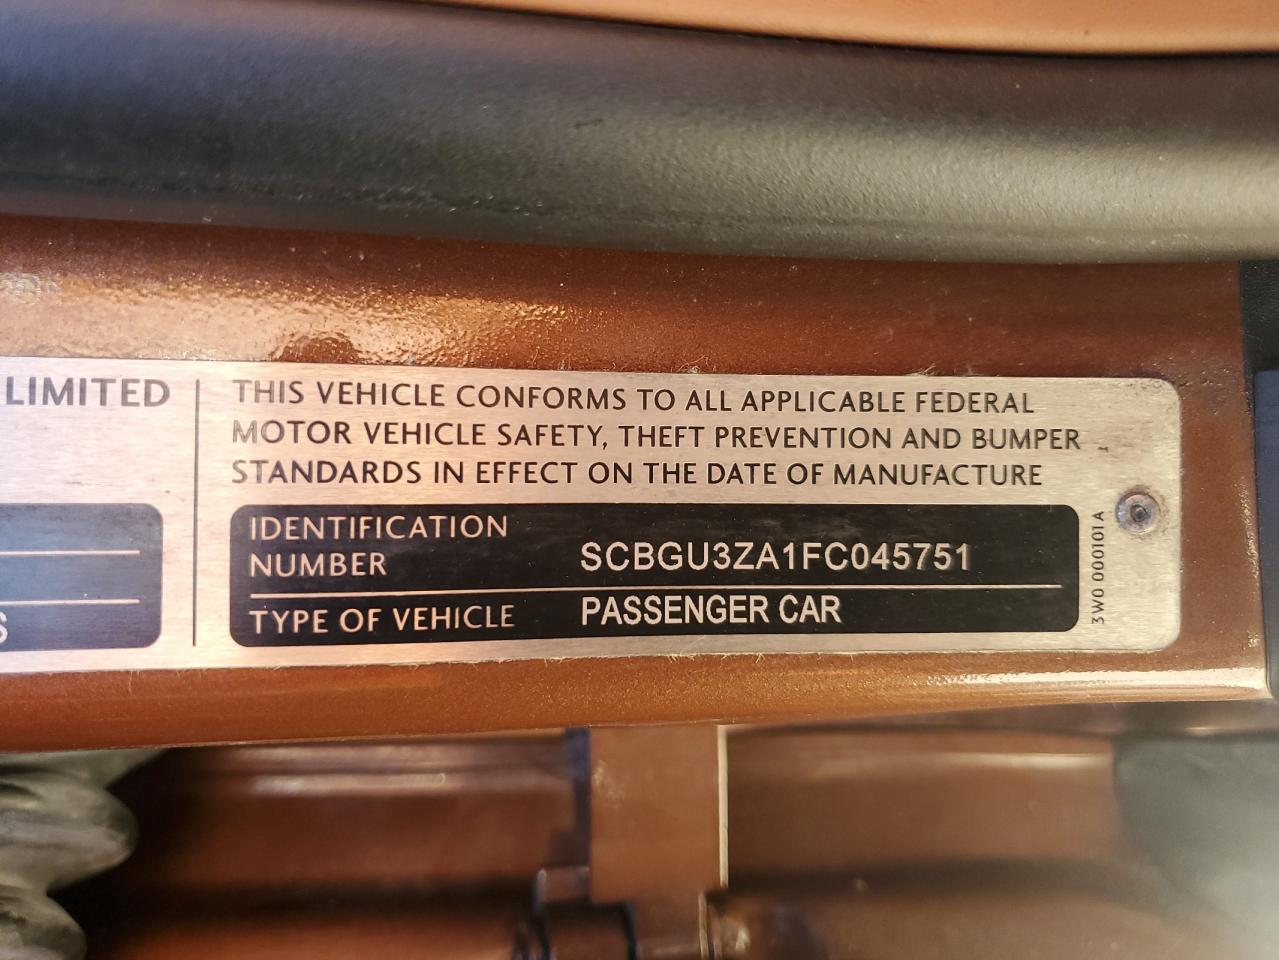 LIMITED
THIS VEHICLE CONFORMS TO ALL APPLICABLE FEDERAL
MOTOR VEHICLE SAFETY, THEFT PREVENTION AND BUMPER
STANDARDS IN EFFECT ON THE DATE OF MANUFACTURE
IDENTIFICATION
NUMBER SCBGU3ZA1FC045751
TYPE OF VEHICLE PASSENGER CAR
3W0 000101 A
S